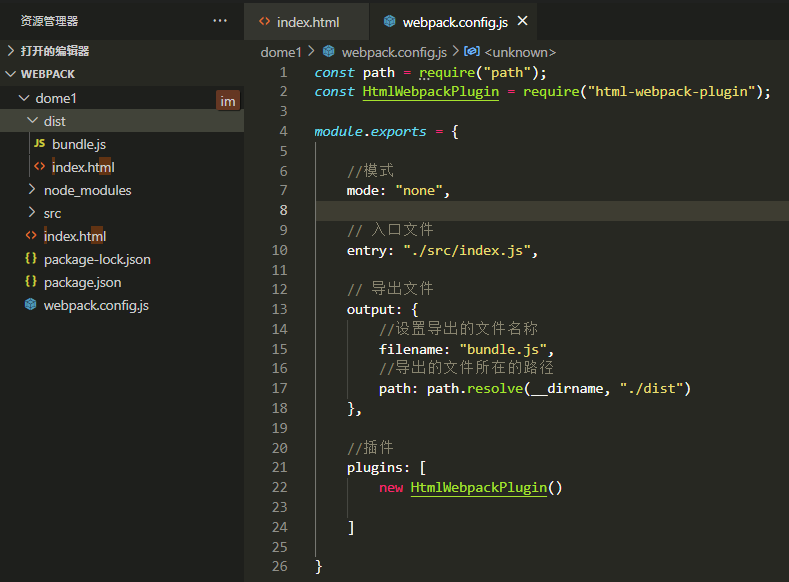 资源管理器 ···
打开的编辑器
WEBPACK
dome1
im
dist
JS bundle.js
<> index.html
node_modules
src
<> index.html
{} package-lock.json
{} package.json
webpack.config.js
<> index.html webpack.config.js ×
dome1 > webpack.config.js > <unknown>
1 const path = require("path");
2 const HtmlWebpackPlugin = require("html-webpack-plugin");
3
4 module.exports = {
5
6 //模式
7 mode: "none",
8
9 // 入口文件
10 entry: "./src/index.js",
11
12 // 导出文件
13 output: {
14 //设置导出的文件名称
15 filename: "bundle.js",
16 //导出的文件所在的路径
17 path: path.resolve(__dirname, "./dist")
18 },
19
20 //插件
21 plugins: [
22 new HtmlWebpackPlugin()
23
24 ]
25
26 }